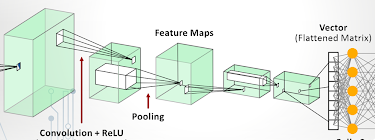 Feature Maps
Vector
(Flattened Matrix)
Pooling
Convolution + ReLU